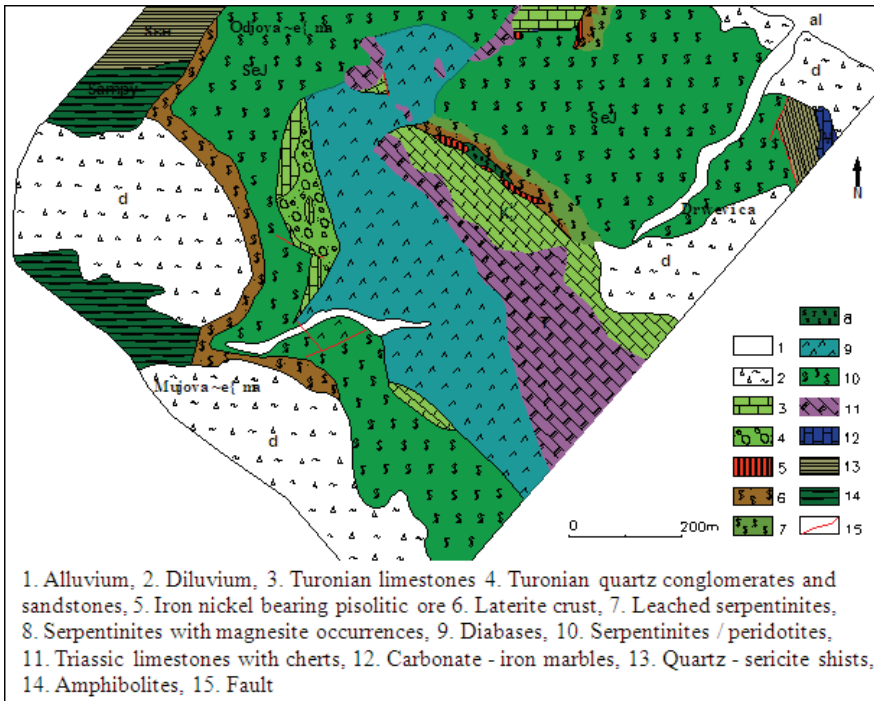 Odjova~e{ ma
al
SeJ
d
Sampy
SeJ
d
N
K
d
8
1
9
2
10
Mujova~e{ ma
3
11
d
4
12
5
13
0
200m
6
14
7
15
1. Alluvium, 2. Diluvium, 3. Turonian limestones 4. Turonian quartz conglomerates and
sandstones, 5. Iron nickel bearing pisolitic ore 6. Laterite crust, 7. Leached serpentinites,
8. Serpentinites with magnesite occurrences, 9. Diabases, 10. Serpentinites / peridotites,
11. Triassic limestones with cherts, 12. Carbonate - iron marbles, 13. Quartz - sericite shists,
14. Amphibolites, 15. Fault